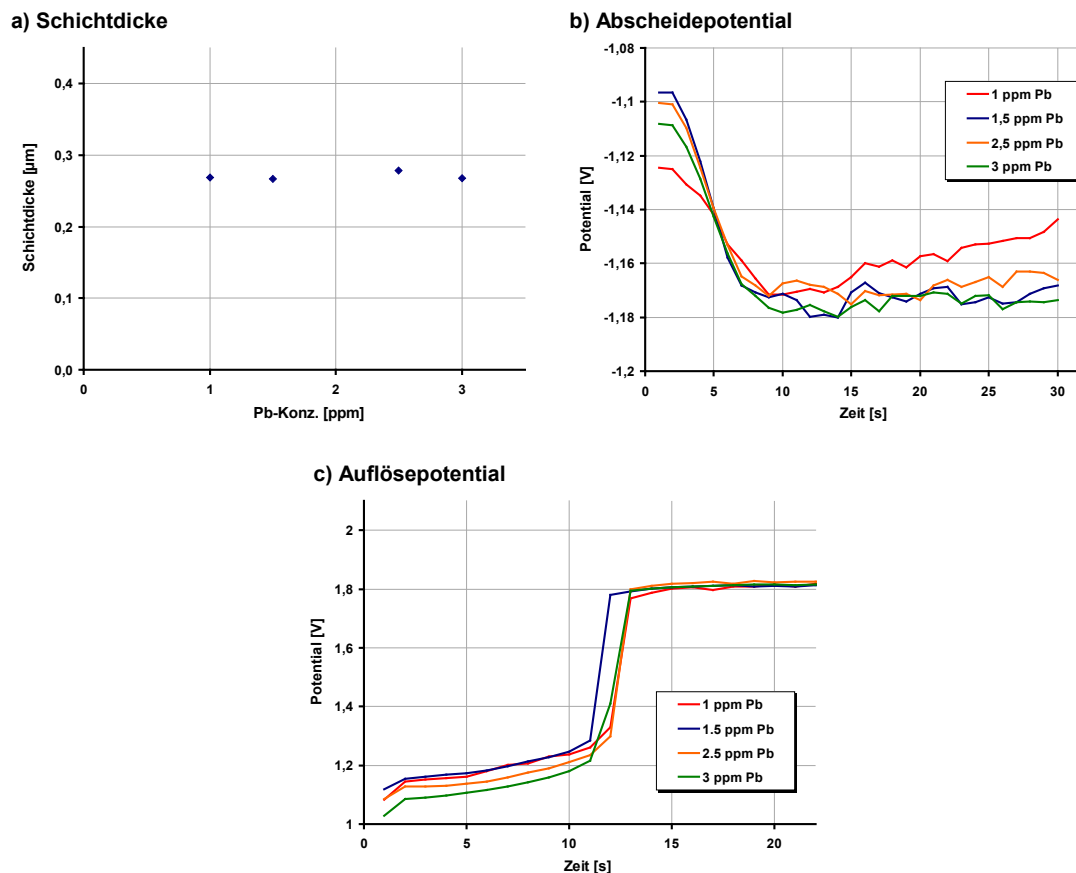 a) Schichtdicke
0,4
0,3
0,2
0,1
0,0
0
1
2
3
Schichtdicke [µm]
Pb-Konz. [ppm]
b) Abscheidepotential
-1,08
-1,1
-1,12
-1,14
-1,16
-1,18
-1,2
0
5
10
15
20
25
30
Potential [V]
Zeit [s]
1 ppm Pb
1,5 ppm Pb
2,5 ppm Pb
3 ppm Pb
c) Auflösepotential
2
1,8
1,6
1,4
1,2
1
0
5
10
15
20
Potential [V]
Zeit [s]
1 ppm Pb
1.5 ppm Pb
2.5 ppm Pb
3 ppm Pb